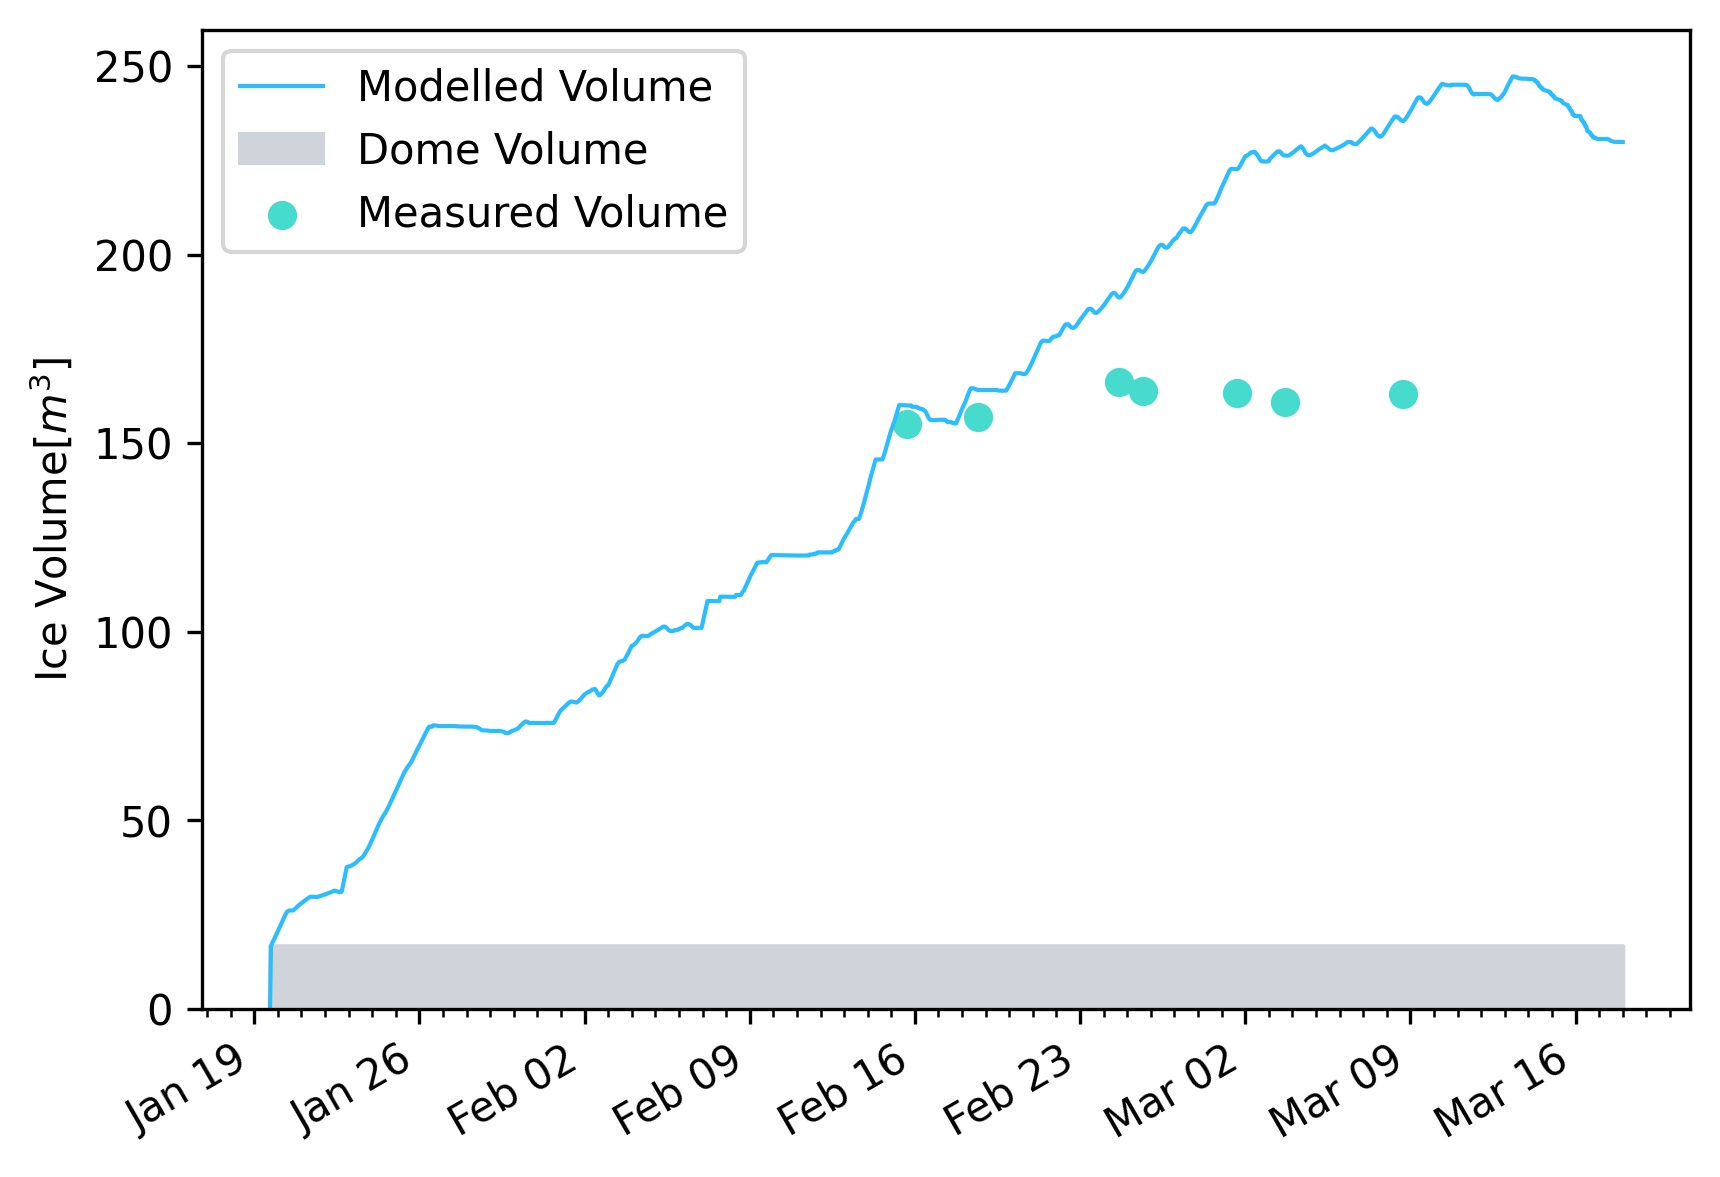 Modelled Volume
Dome Volume
Measured Volume
Ice Volume[m³]
250
200
150
100
50
0
Jan 19
Jan 26
Feb 02
Feb 09
Feb 16
Feb 23
Mar 02
Mar 09
Mar 16